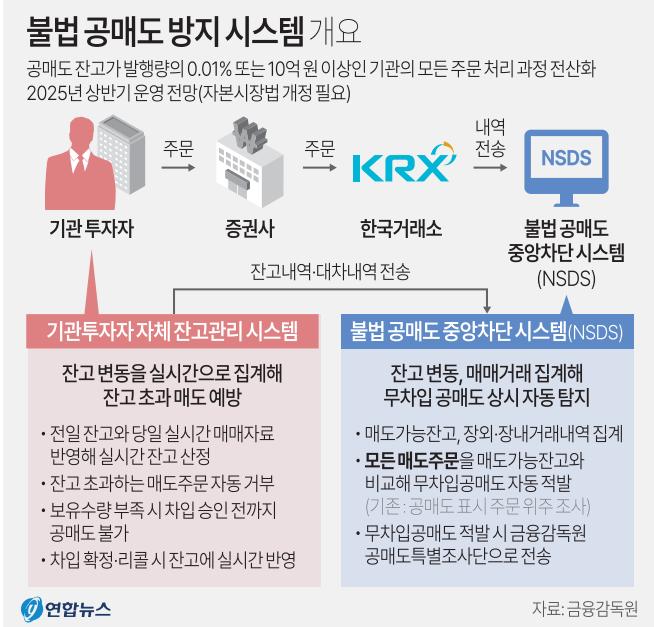 불법 공매도 방지 시스템 개요
공매도 잔고가 발행량의 0.01% 또는 10억 원 이상인 기관의 모든 주문 처리 과정 전산화
2025년 상반기 운영 전망(자본시장법 개정 필요)
주문
주문
내역
전송
₩
KRX
NSDS
기관 투자자
증권사
한국거래소
불법 공매도
중앙차단 시스템
(NSDS)
잔고내역·대차내역 전송
기관투자자 자체 잔고관리 시스템
잔고 변동을 실시간으로 집계해
잔고 초과 매도 예방
• 전일 잔고와 당일 실시간 매매자료
반영해 실시간 잔고 산정
• 잔고 초과하는 매도주문 자동 거부
• 보유수량 부족 시 차입 승인 전까지
공매도 불가
• 차입 확정·리콜 시 잔고에 실시간 반영
불법 공매도 중앙차단 시스템(NSDS)
잔고 변동, 매매거래 집계해
무차입 공매도 상시 자동 탐지
• 매도가능잔고, 장외·장내거래내역 집계
• 모든 매도주문을 매도가능잔고와
비교해 무차입공매도 자동 적발
(기존 : 공매도 표시 주문 위주 조사)
• 무차입공매도 적발 시 금융감독원
공매도특별조사단으로 전송
연합뉴스
자료: 금융감독원